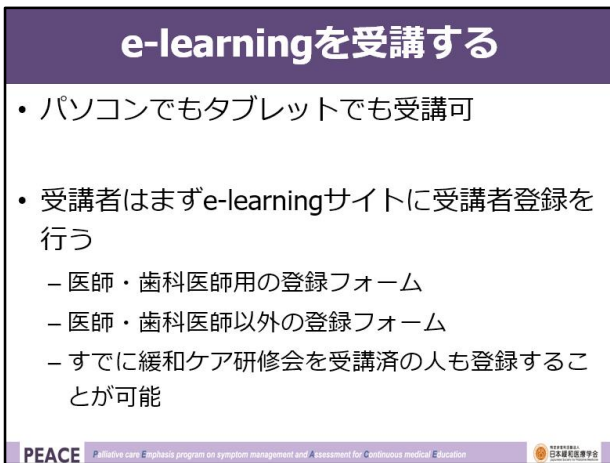 e-learningを受講する
• パソコンでもタブレットでも受講可
• 受講者はまずe-learningサイトに受講者登録を
行う
– 医師・歯科医師用の登録フォーム
– 医師・歯科医師以外の登録フォーム
– すでに緩和ケア研修会を受講済の人も登録するこ
とが可能
PEACE Palliative care Emphasis program on symptom management and Assessment for Continuous medical Education
日本緩和医療学会